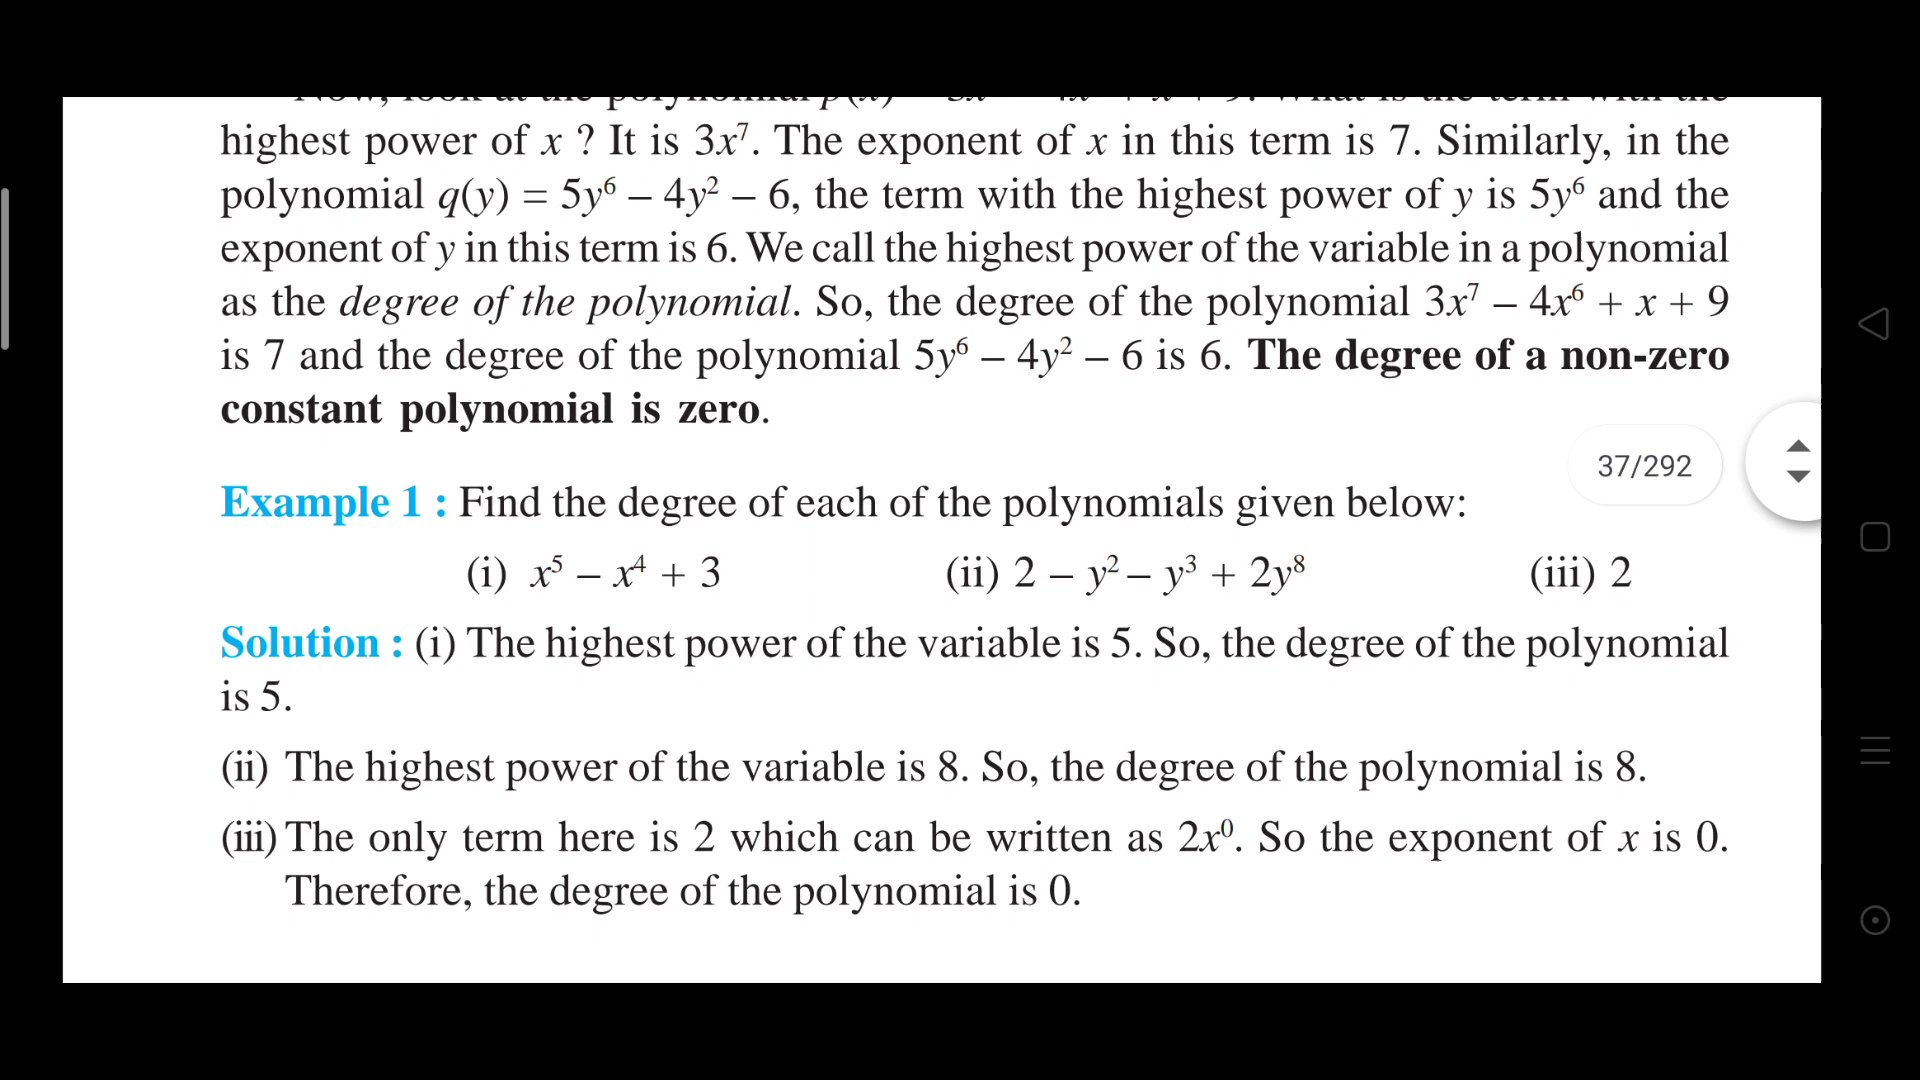 highest power of x ? It is 3x⁷. The exponent of x in this term is 7. Similarly, in the
polynomial q(y) = 5y⁶ – 4y² – 6, the term with the highest power of y is 5y⁶ and the
exponent of y in this term is 6. We call the highest power of the variable in a polynomial
as the degree of the polynomial. So, the degree of the polynomial 3x⁷ – 4x⁶ + x + 9
is 7 and the degree of the polynomial 5y⁶ – 4y² – 6 is 6. The degree of a non-zero
constant polynomial is zero.
37/292
Example 1 : Find the degree of each of the polynomials given below:
(i) x⁵ – x⁴ + 3 (ii) 2 – y² – y³ + 2y⁸ (iii) 2
Solution : (i) The highest power of the variable is 5. So, the degree of the polynomial
is 5.
(ii) The highest power of the variable is 8. So, the degree of the polynomial is 8.
(iii) The only term here is 2 which can be written as 2x⁰. So the exponent of x is 0.
Therefore, the degree of the polynomial is 0.